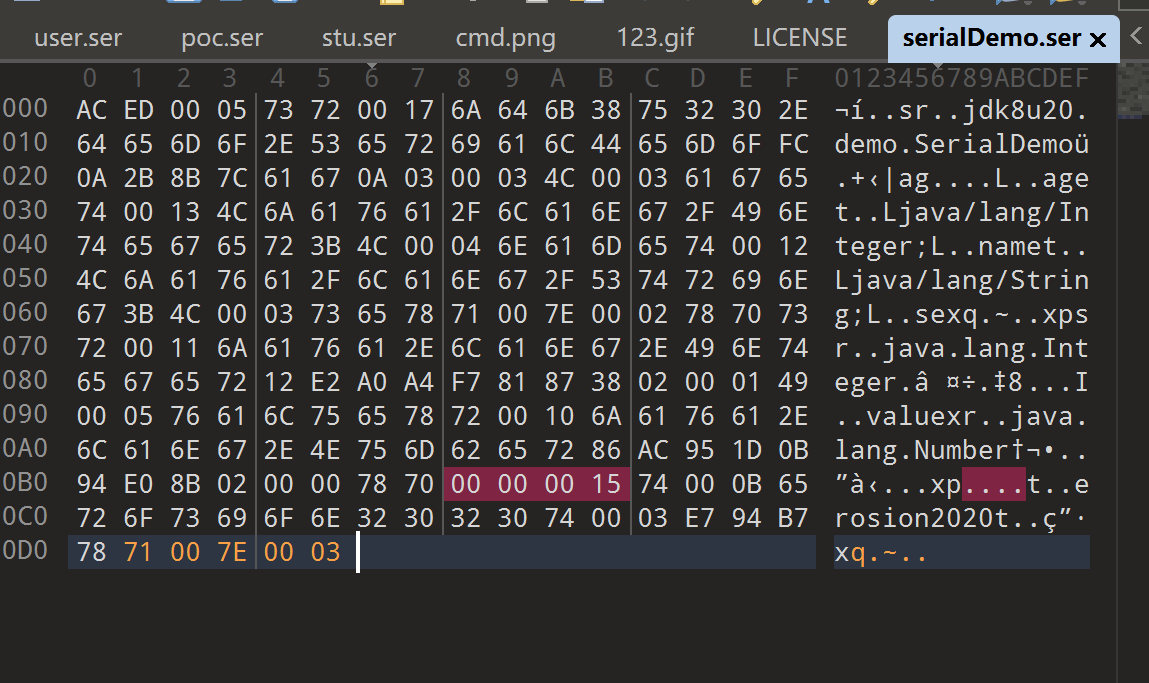 user.ser poc.ser stu.ser cmd.png 123.gif LICENSE serialDemo.ser × <
0 1 2 3 4 5 6 7 8 9 A B C D E F 0123456789ABCDEF
000 AC ED 00 05 73 72 00 17 6A 64 6B 38 75 32 30 2E ¬í..sr..jdk8u20.
010 64 65 6D 6F 2E 53 65 72 69 61 6C 44 65 6D 6F FC demo.SerialDemoü
020 0A 2B 8B 7C 61 67 0A 03 00 03 4C 00 03 61 67 65 .+‹|ag....L..age
030 74 00 13 4C 6A 61 76 61 2F 6C 61 6E 67 2F 49 6E t..Ljava/lang/In
040 74 65 67 65 72 3B 4C 00 04 6E 61 6D 65 74 00 12 teger;L..namet..
050 4C 6A 61 76 61 2F 6C 61 6E 67 2F 53 74 72 69 6E Ljava/lang/Strin
060 67 3B 4C 00 03 73 65 78 71 00 7E 00 02 78 70 73 g;L..sexq.~..xps
070 72 00 11 6A 61 76 61 2E 6C 61 6E 67 2E 49 6E 74 r..java.lang.Int
080 65 67 65 72 12 E2 A0 A4 F7 81 87 38 02 00 01 49 eger.â ¤÷.‡8...I
090 00 05 76 61 6C 75 65 78 72 00 10 6A 61 76 61 2E ..valuexr..java.
0A0 6C 61 6E 67 2E 4E 75 6D 62 65 72 86 AC 95 1D 0B lang.Number†¬•..
0B0 94 E0 8B 02 00 00 78 70 00 00 00 15 74 00 0B 65 ”à‹...xp....t..e
0C0 72 6F 73 69 6F 6E 32 30 32 30 74 00 03 E7 94 B7 rosion2020t..ç”·
0D0 78 71 00 7E 00 03 xq.~..